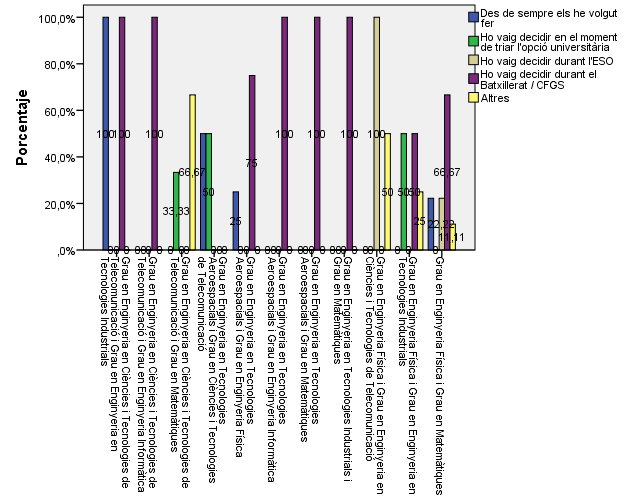 Des de sempre els he volgut
fer
Ho vaig decidir en el moment
de triar l'opció universitària
Ho vaig decidir durant l'ESO
Ho vaig decidir durant el
Batxillerat / CFGS
Altres
Porcentaje
100,0%
80,0%
60,0%
40,0%
20,0%
,0%
100
100
100
33,33
66,67
50
25
75
100
100
100
100
50
50
50
25
22,22
66,67
11,11
Grau en Enginyeria en Ciències i Tecnologies de
Telecomunicació i Grau en Enginyeria en
Tecnologies Industrials
Grau en Enginyeria en Ciències i Tecnologies de
Telecomunicació i Grau en Enginyeria Informàtica
Grau en Enginyeria en Ciències i Tecnologies de
Telecomunicació i Grau en Matemàtiques
Grau en Enginyeria en Tecnologies
Aeroespacials i Grau en Ciències i Tecnologies
de Telecomunicació
Grau en Enginyeria en Tecnologies
Aeroespacials i Grau en Enginyeria Física
Grau en Enginyeria en Tecnologies
Aeroespacials i Grau en Enginyeria Informàtica
Grau en Enginyeria en Tecnologies
Aeroespacials i Grau en Matemàtiques
Grau en Enginyeria en Tecnologies Industrials i
Grau en Matemàtiques
Grau en Enginyeria Física i Grau en Enginyeria en
Ciències i Tecnologies de Telecomunicació
Grau en Enginyeria Física i Grau en Enginyeria en
Tecnologies Industrials
Grau en Enginyeria Física i Grau en Matemàtiques